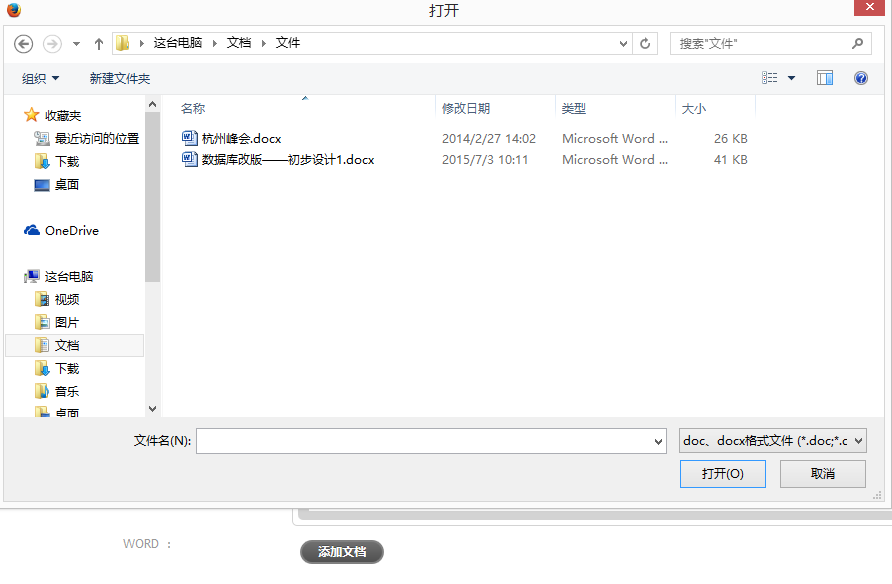 打开
这台电脑 文档 文件 搜索"文件"
组织 新建文件夹
名称 修改日期 类型 大小
杭州峰会.docx 2014/2/27 14:02 Microsoft Word ... 26 KB
数据库改版——初步设计1.docx 2015/7/3 10:11 Microsoft Word ... 41 KB
收藏夹
最近访问的位置
下载
桌面
OneDrive
这台电脑
视频
图片
文档
下载
音乐
桌面
文件名(N): doc、docx格式文件 (*.doc;*.c
打开(O) 取消
WORD ：
添加文档